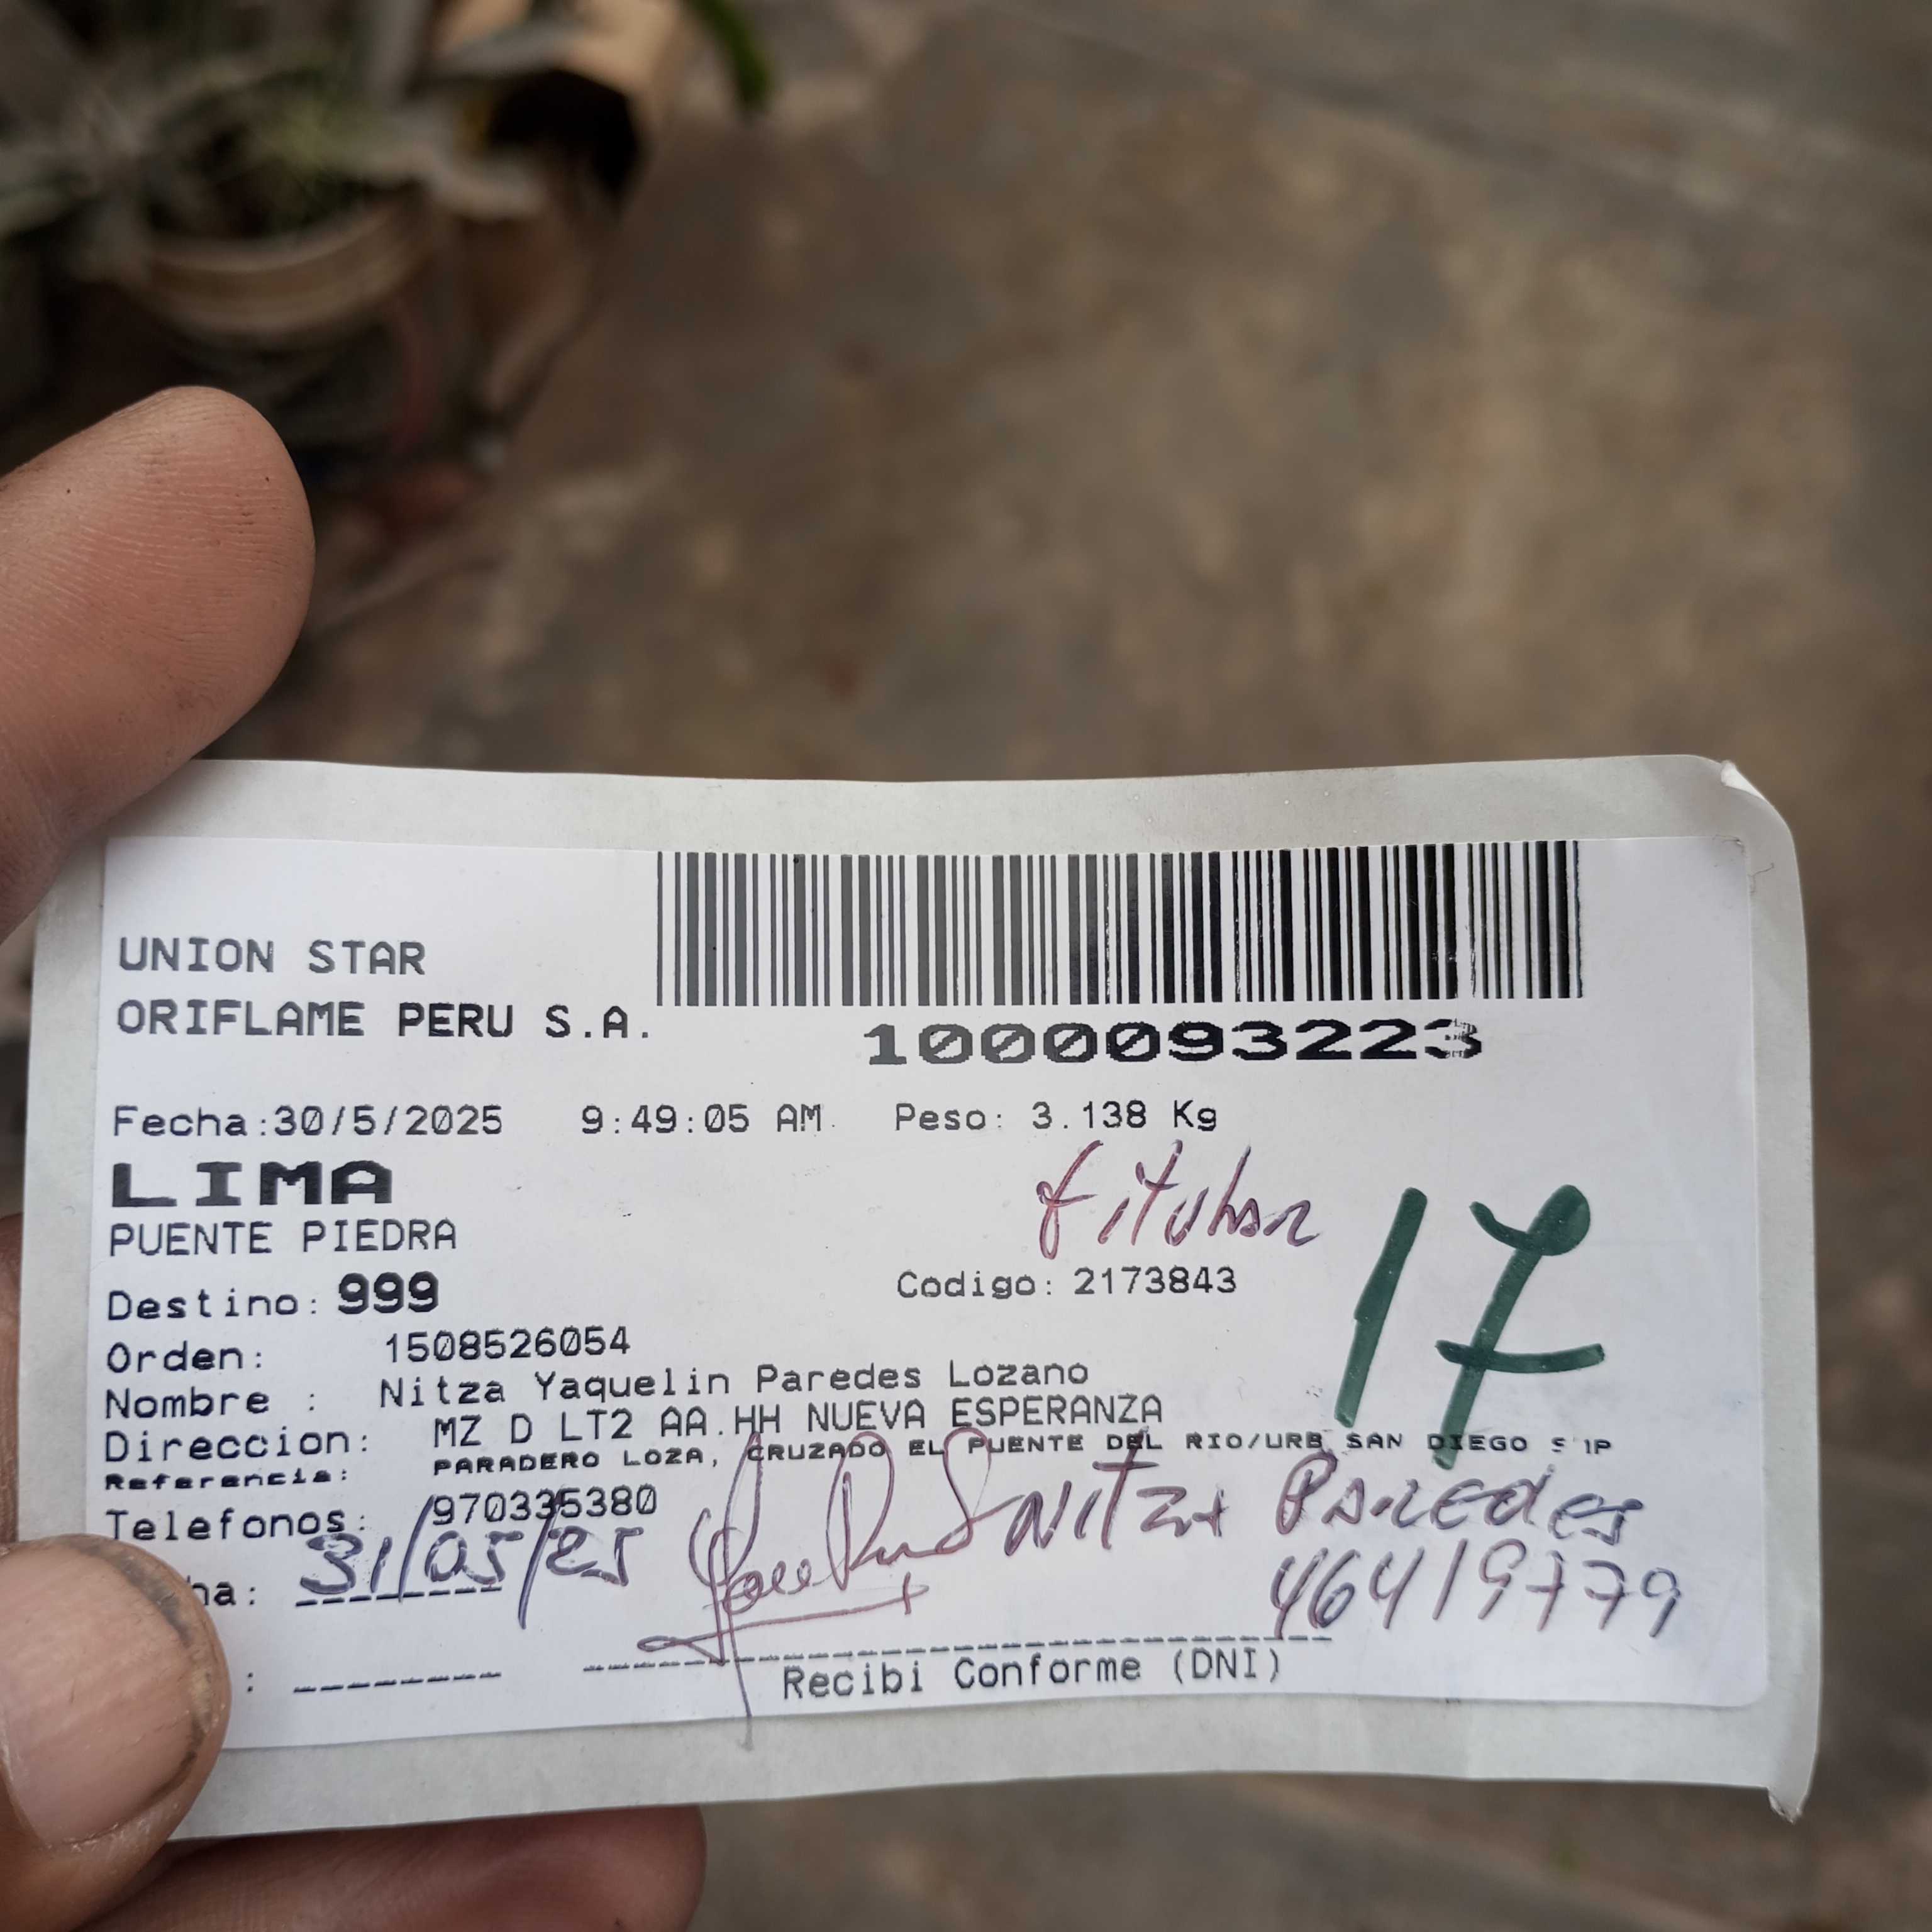 UNION STAR
ORIFLAME PERU S.A.
1000093223
Fecha:30/5/2025 9:49:05 AM. Peso: 3.138 Kg
LIMA
titular
17
PUENTE PIEDRA
Destino: 999 Codigo: 2173843
Orden: 1508526054
Nombre : Nitza Yaquelin Paredes Lozano
Direccion: MZ D LT2 AA.HH NUEVA ESPERANZA
Referencia: PARADERO LOZA, CRUZADO EL PUENTE DEL RIO/URB SAN DIEGO
Telefonos: 970335380
Nitza Paredes
31/05/25
46419779
Recibi Conforme (DNI)